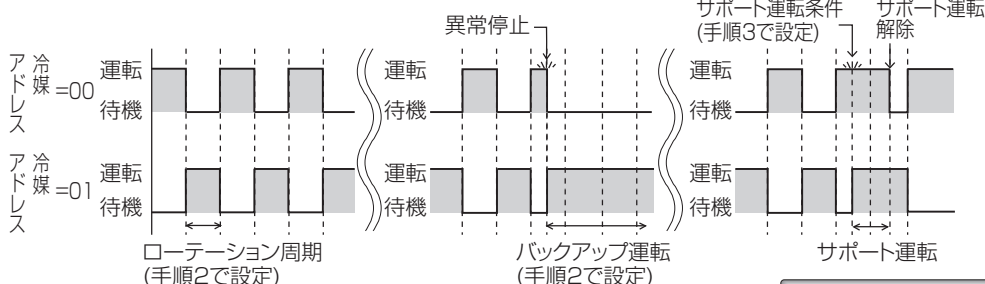 異常停止
サポート運転条件
(手順3で設定)
サポート運転
解除
冷媒
アドレス
=00
運転
待機
運転
待機
運転
待機
冷媒
アドレス
=01
運転
待機
運転
待機
運転
待機
ローテーション周期
(手順2で設定)
バックアップ運転
(手順2で設定)
サポート運転